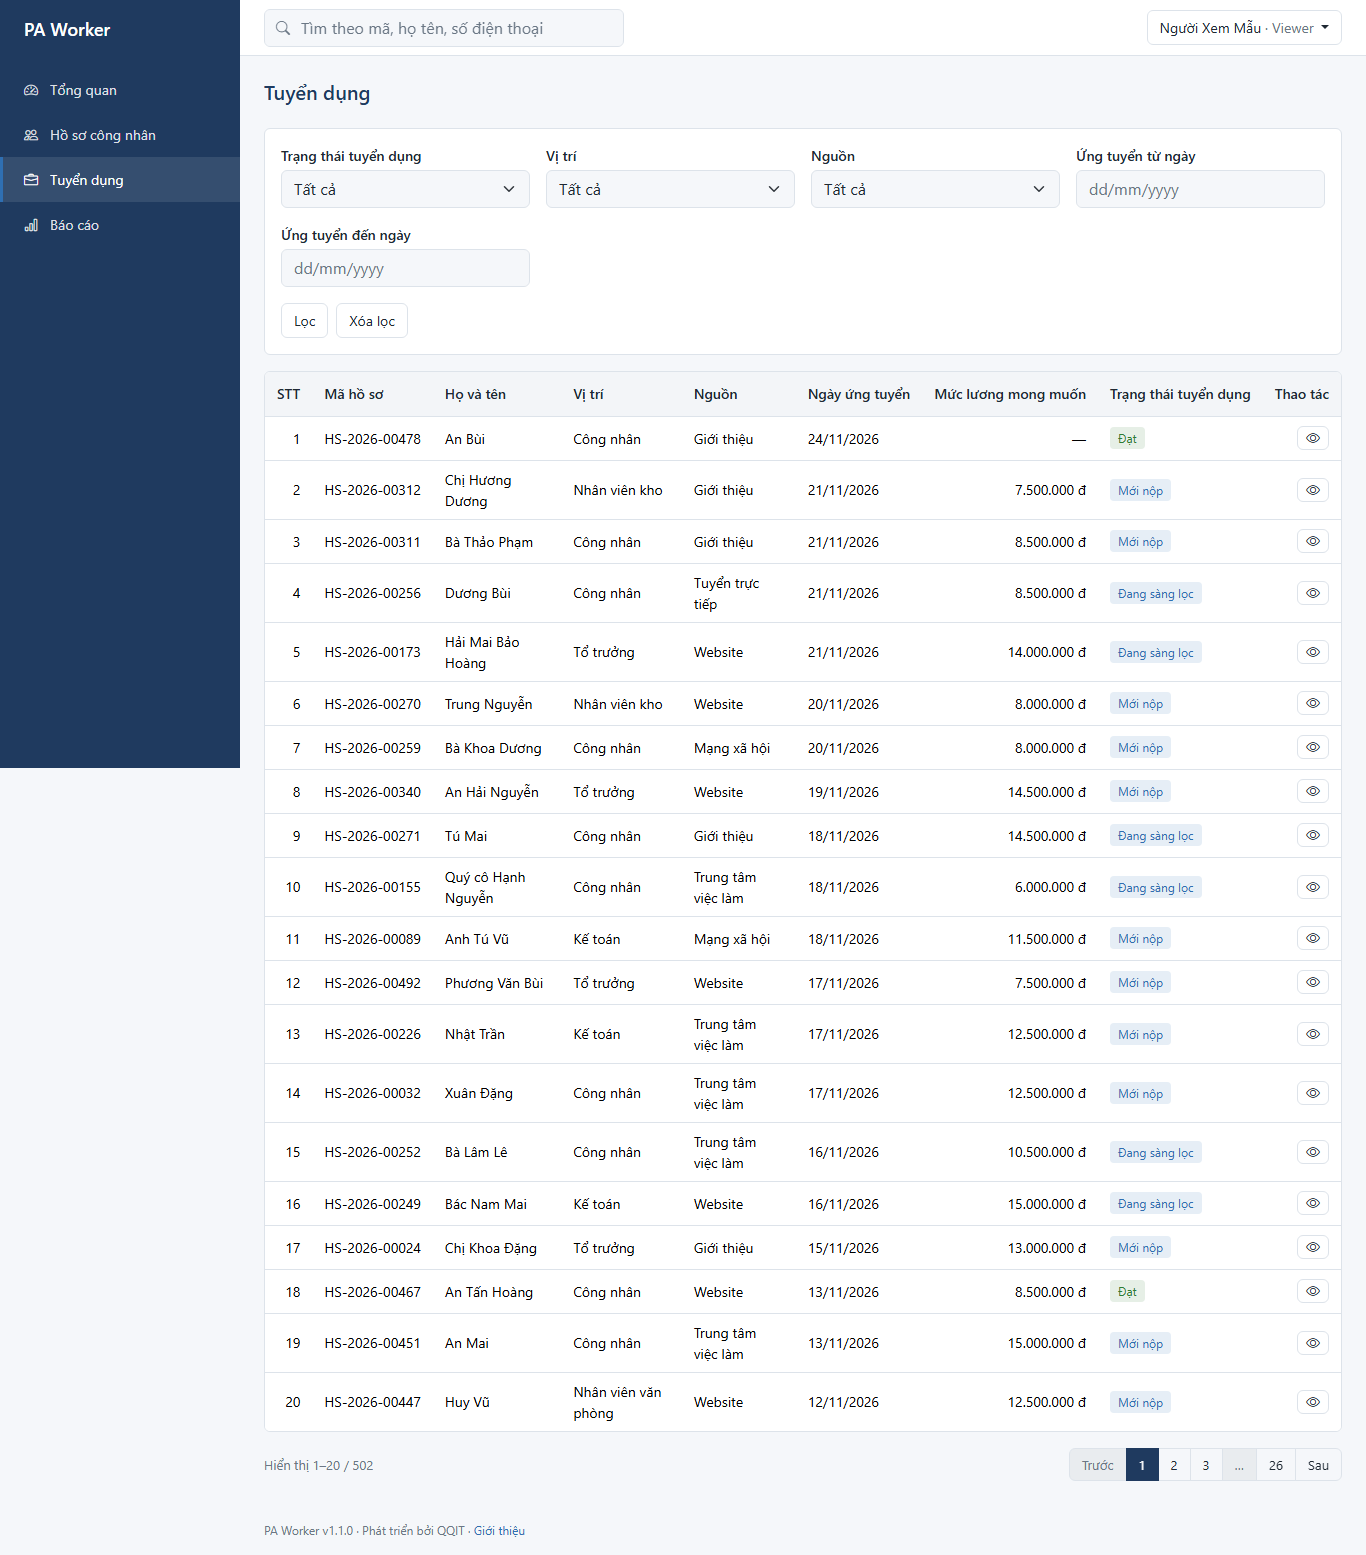 PA Worker
Tìm theo mã, họ tên, số điện thoại
Người Xem Mẫu · Viewer
Tổng quan
Hồ sơ công nhân
Tuyển dụng
Báo cáo
Tuyển dụng
Trạng thái tuyển dụng Vị trí Nguồn Ứng tuyển từ ngày
Tất cả Tất cả Tất cả dd/mm/yyyy
Ứng tuyển đến ngày
dd/mm/yyyy
Lọc Xóa lọc
STT Mã hồ sơ Họ và tên Vị trí Nguồn Ngày ứng tuyển Mức lương mong muốn Trạng thái tuyển dụng Thao tác
1 HS-2026-00478 An Bùi Công nhân Giới thiệu 24/11/2026 — Đạt
2 HS-2026-00312 Chị Hương Dương Nhân viên kho Giới thiệu 21/11/2026 7.500.000 đ Mới nộp
3 HS-2026-00311 Bà Thảo Phạm Công nhân Giới thiệu 21/11/2026 8.500.000 đ Mới nộp
4 HS-2026-00256 Dương Bùi Công nhân Tuyển trực tiếp 21/11/2026 8.500.000 đ Đang sàng lọc
5 HS-2026-00173 Hải Mai Bảo Hoàng Tổ trưởng Website 21/11/2026 14.000.000 đ Đang sàng lọc
6 HS-2026-00270 Trung Nguyễn Nhân viên kho Website 20/11/2026 8.000.000 đ Mới nộp
7 HS-2026-00259 Bà Khoa Dương Công nhân Mạng xã hội 20/11/2026 8.000.000 đ Mới nộp
8 HS-2026-00340 An Hải Nguyễn Tổ trưởng Website 19/11/2026 14.500.000 đ Mới nộp
9 HS-2026-00271 Tú Mai Công nhân Giới thiệu 18/11/2026 14.500.000 đ Đang sàng lọc
10 HS-2026-00155 Quý cô Hạnh Nguyễn Công nhân Trung tâm việc làm 18/11/2026 6.000.000 đ Đang sàng lọc
11 HS-2026-00089 Anh Tú Vũ Kế toán Mạng xã hội 18/11/2026 11.500.000 đ Mới nộp
12 HS-2026-00492 Phương Văn Bùi Tổ trưởng Website 17/11/2026 7.500.000 đ Mới nộp
13 HS-2026-00226 Nhật Trần Kế toán Trung tâm việc làm 17/11/2026 12.500.000 đ Mới nộp
14 HS-2026-00032 Xuân Đặng Công nhân Trung tâm việc làm 17/11/2026 12.500.000 đ Mới nộp
15 HS-2026-00252 Bà Lâm Lê Công nhân Trung tâm việc làm 16/11/2026 10.500.000 đ Đang sàng lọc
16 HS-2026-00249 Bác Nam Mai Kế toán Website 16/11/2026 15.000.000 đ Đang sàng lọc
17 HS-2026-00024 Chị Khoa Đặng Tổ trưởng Giới thiệu 15/11/2026 13.000.000 đ Mới nộp
18 HS-2026-00467 An Tấn Hoàng Công nhân Website 13/11/2026 8.500.000 đ Đạt
19 HS-2026-00451 An Mai Công nhân Trung tâm việc làm 13/11/2026 15.000.000 đ Mới nộp
20 HS-2026-00447 Huy Vũ Nhân viên văn phòng Website 12/11/2026 12.500.000 đ Mới nộp
Hiển thị 1–20 / 502
Trước 1 2 3 ... 26 Sau
PA Worker v1.1.0 · Phát triển bởi QQIT · Giới thiệu